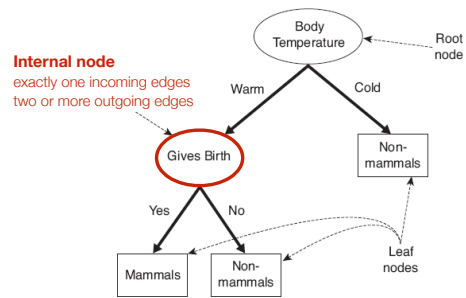 Body
Temperature
Root
node
Internal node
exactly one incoming edges
two or more outgoing edges
Warm
Cold
Gives Birth
Non-
mammals
Yes
No
Leaf
nodes
Mammals
Non-
mammals